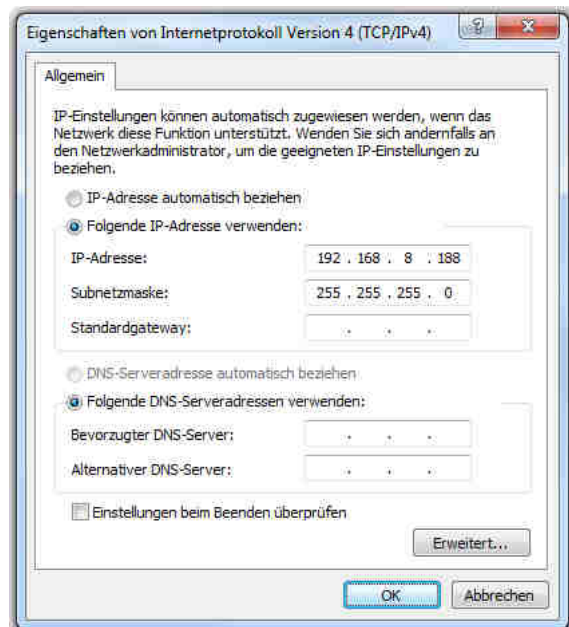 Eigenschaften von Internetprotokoll Version 4 (TCP/IPv4)
Allgemein
IP-Einstellungen können automatisch zugewiesen werden, wenn das
Netzwerk diese Funktion unterstützt. Wenden Sie sich andernfalls an
den Netzwerkadministrator, um die geeigneten IP-Einstellungen zu
beziehen.
IP-Adresse automatisch beziehen
Folgende IP-Adresse verwenden:
IP-Adresse: 192 . 168 . 8 . 188
Subnetzmaske: 255 . 255 . 255 . 0
Standardgateway: . . .
DNS-Serveradresse automatisch beziehen
Folgende DNS-Serveradressen verwenden:
Bevorzugter DNS-Server: . . .
Alternativer DNS-Server: . . .
Einstellungen beim Beenden überprüfen
Erweitert...
OK Abbrechen